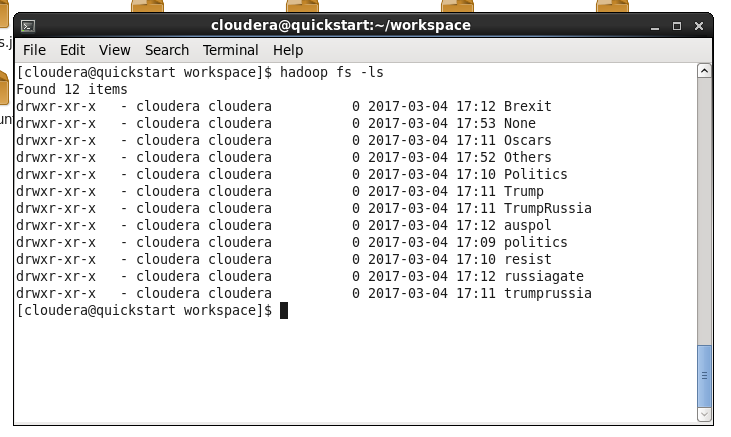 cloudera@quickstart:~/workspace
File Edit View Search Terminal Help
[cloudera@quickstart workspace]$ hadoop fs -ls
Found 12 items
drwxr-xr-x   - cloudera cloudera          0 2017-03-04 17:12 Brexit
drwxr-xr-x   - cloudera cloudera          0 2017-03-04 17:53 None
drwxr-xr-x   - cloudera cloudera          0 2017-03-04 17:11 Oscars
drwxr-xr-x   - cloudera cloudera          0 2017-03-04 17:52 Others
drwxr-xr-x   - cloudera cloudera          0 2017-03-04 17:10 Politics
drwxr-xr-x   - cloudera cloudera          0 2017-03-04 17:11 Trump
drwxr-xr-x   - cloudera cloudera          0 2017-03-04 17:11 TrumpRussia
drwxr-xr-x   - cloudera cloudera          0 2017-03-04 17:12 auspol
drwxr-xr-x   - cloudera cloudera          0 2017-03-04 17:09 politics
drwxr-xr-x   - cloudera cloudera          0 2017-03-04 17:10 resist
drwxr-xr-x   - cloudera cloudera          0 2017-03-04 17:12 russiagate
drwxr-xr-x   - cloudera cloudera          0 2017-03-04 17:11 trumprussia
[cloudera@quickstart workspace]$